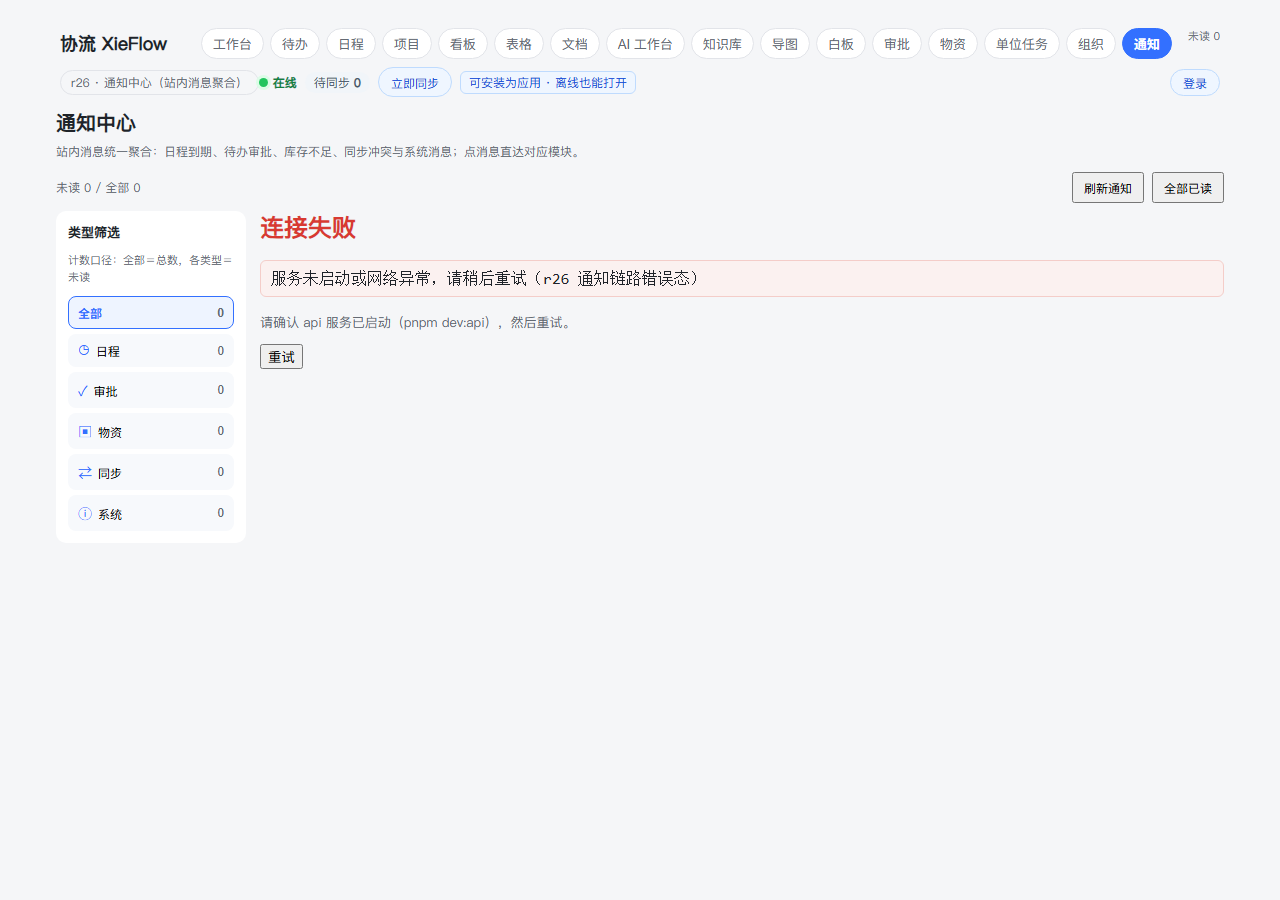 协流 XieFlow 工作台 待办 日程 项目 看板 表格 文档 AI 工作台 知识库 导图 白板 审批 物资 单位任务 组织 通知 未读 0
r26 · 通知中心（站内消息聚合） 在线 待同步 0 立即同步 可安装为应用 · 离线也能打开 登录
通知中心
站内消息统一聚合：日程到期、待办审批、库存不足、同步冲突与系统消息；点消息直达对应模块。
未读 0 / 全部 0 刷新通知 全部已读
类型筛选
计数口径：全部＝总数，各类型＝
未读
全部 0
◷ 日程 0
✓ 审批 0
▣ 物资 0
⇄ 同步 0
ⓘ 系统 0
连接失败
服务未启动或网络异常，请稍后重试（r26 通知链路错误态）
请确认 api 服务已启动（pnpm dev:api），然后重试。
重试